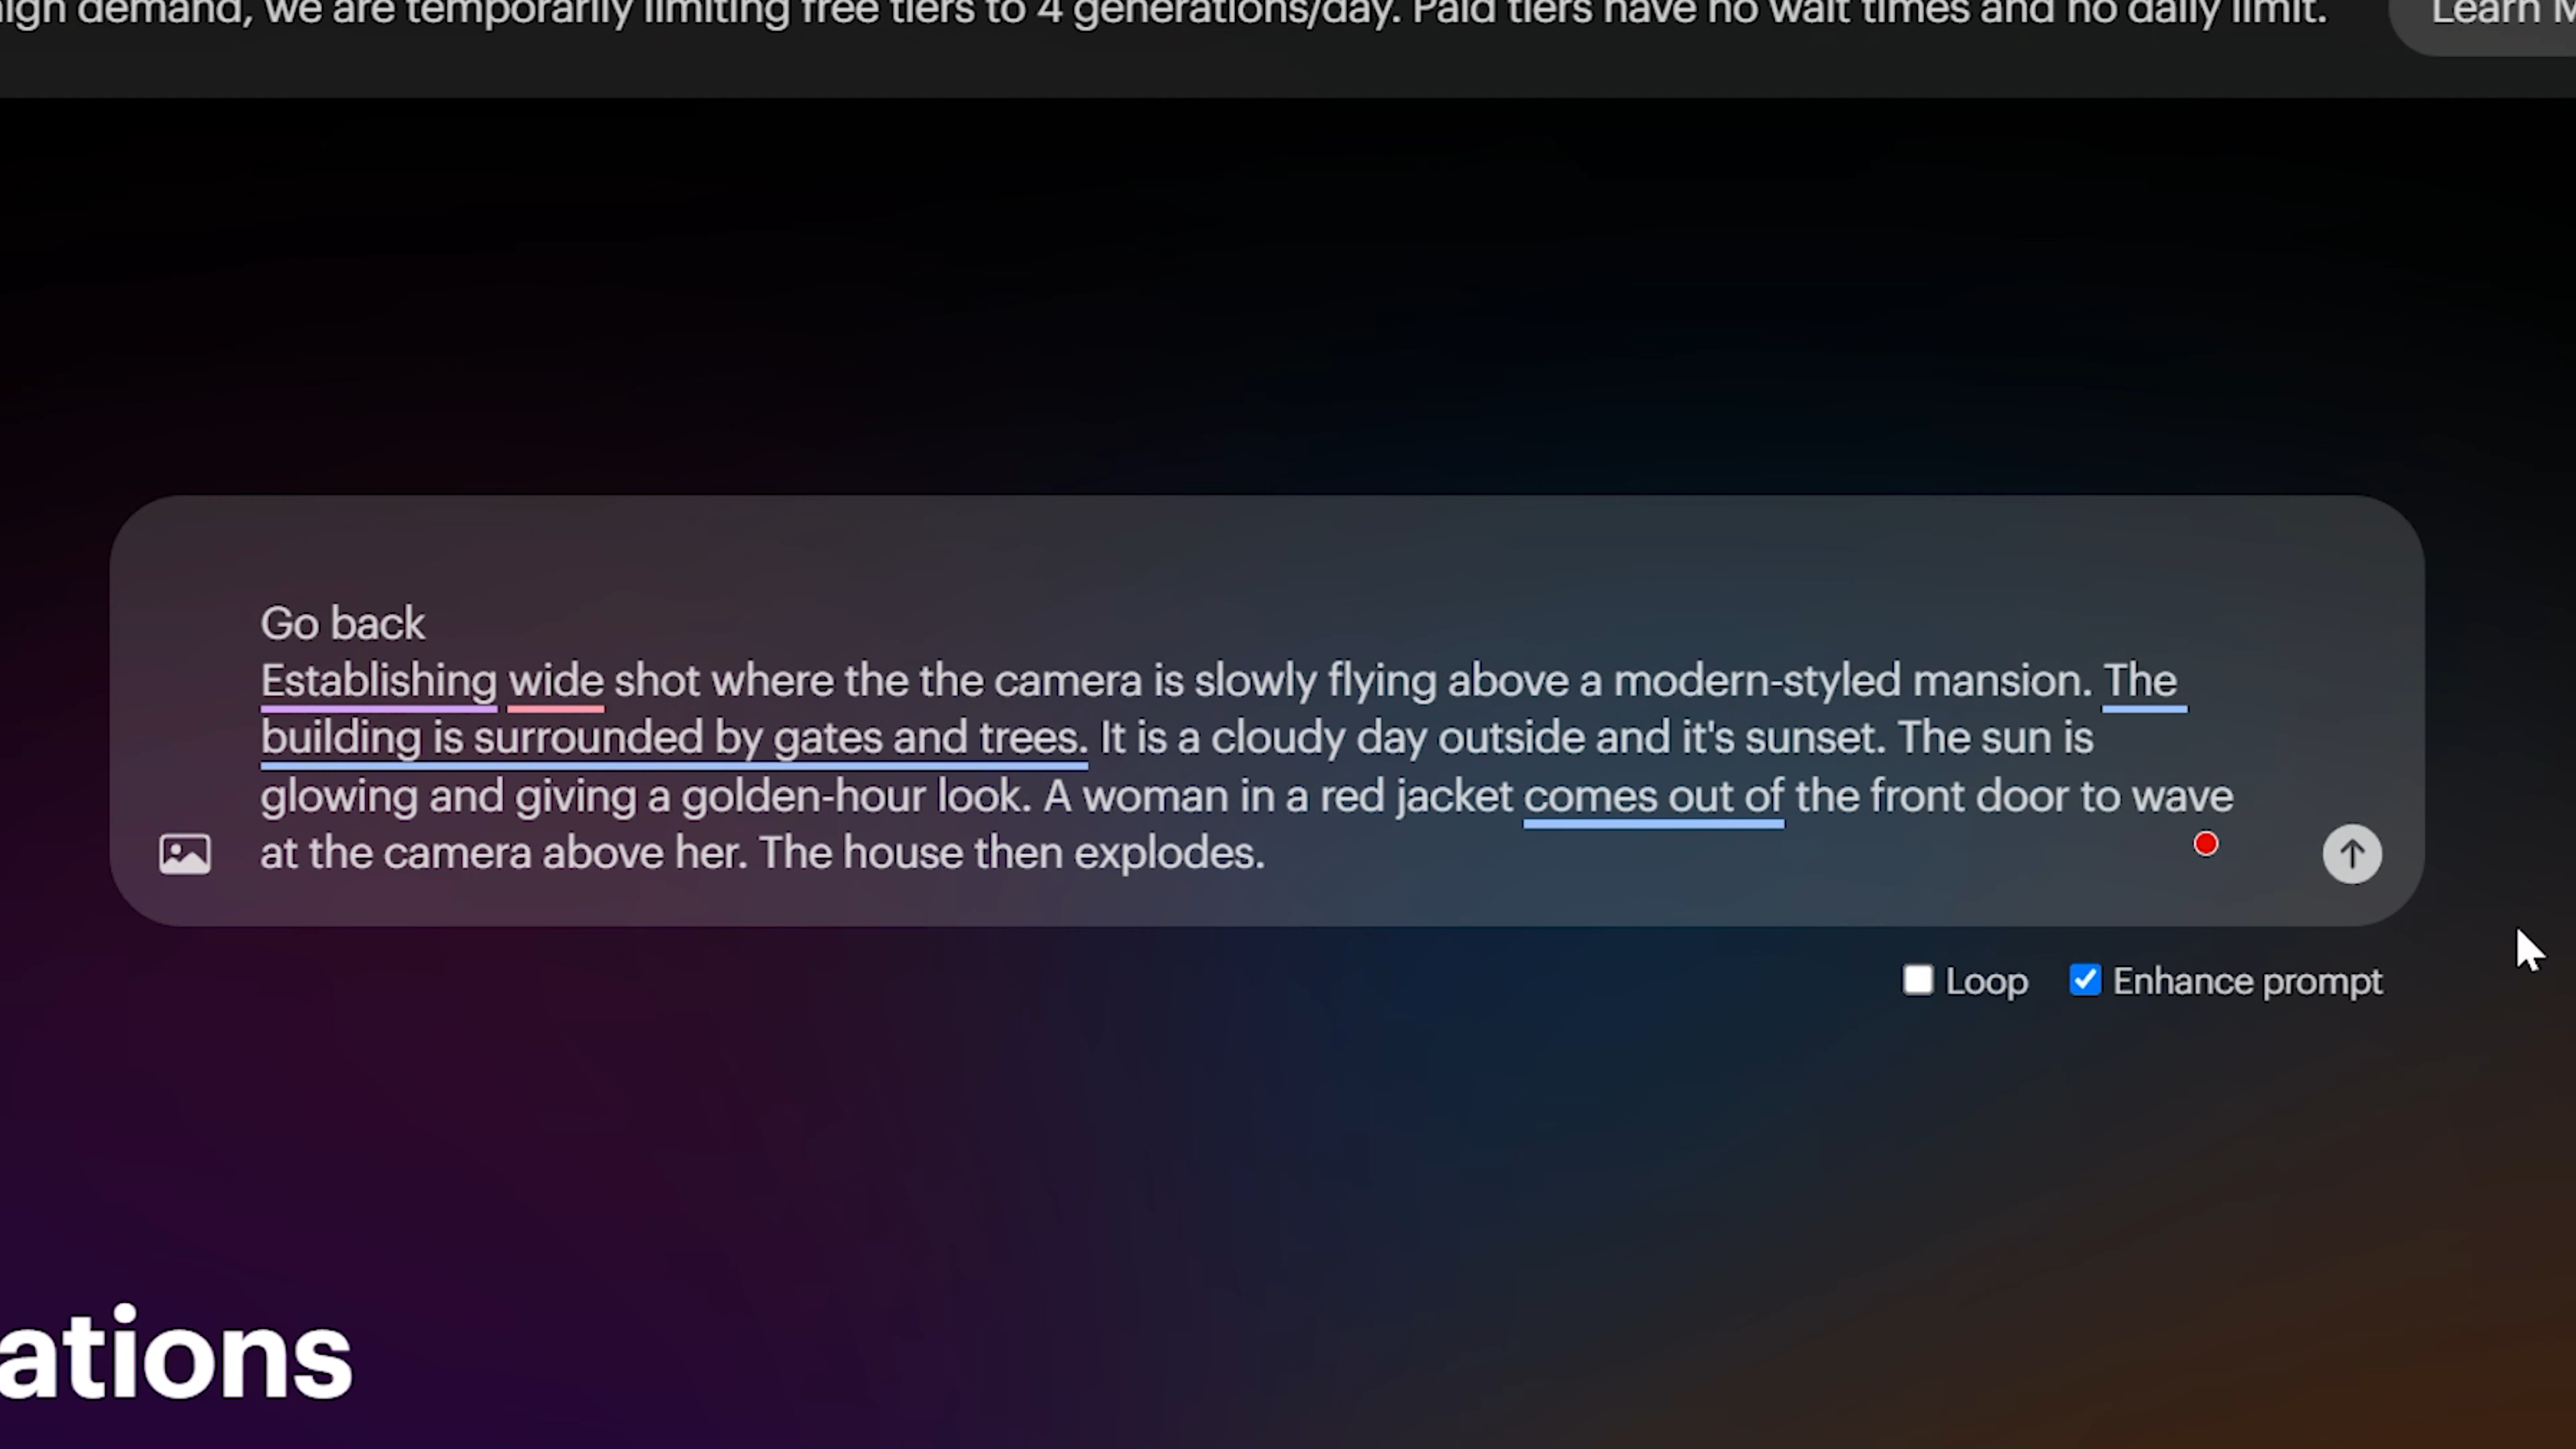 demand, we are temporarily limiting free tiers to 4 generations/day. Paid tiers have no wait times and no daily limit. Learn
Go back
Establishing wide shot where the the camera is slowly flying above a modern-styled mansion. The
building is surrounded by gates and trees. It is a cloudy day outside and it's sunset. The sun is
glowing and giving a golden-hour look. A woman in a red jacket comes out of the front door to wave
at the camera above her. The house then explodes.
Loop Enhance prompt
ations